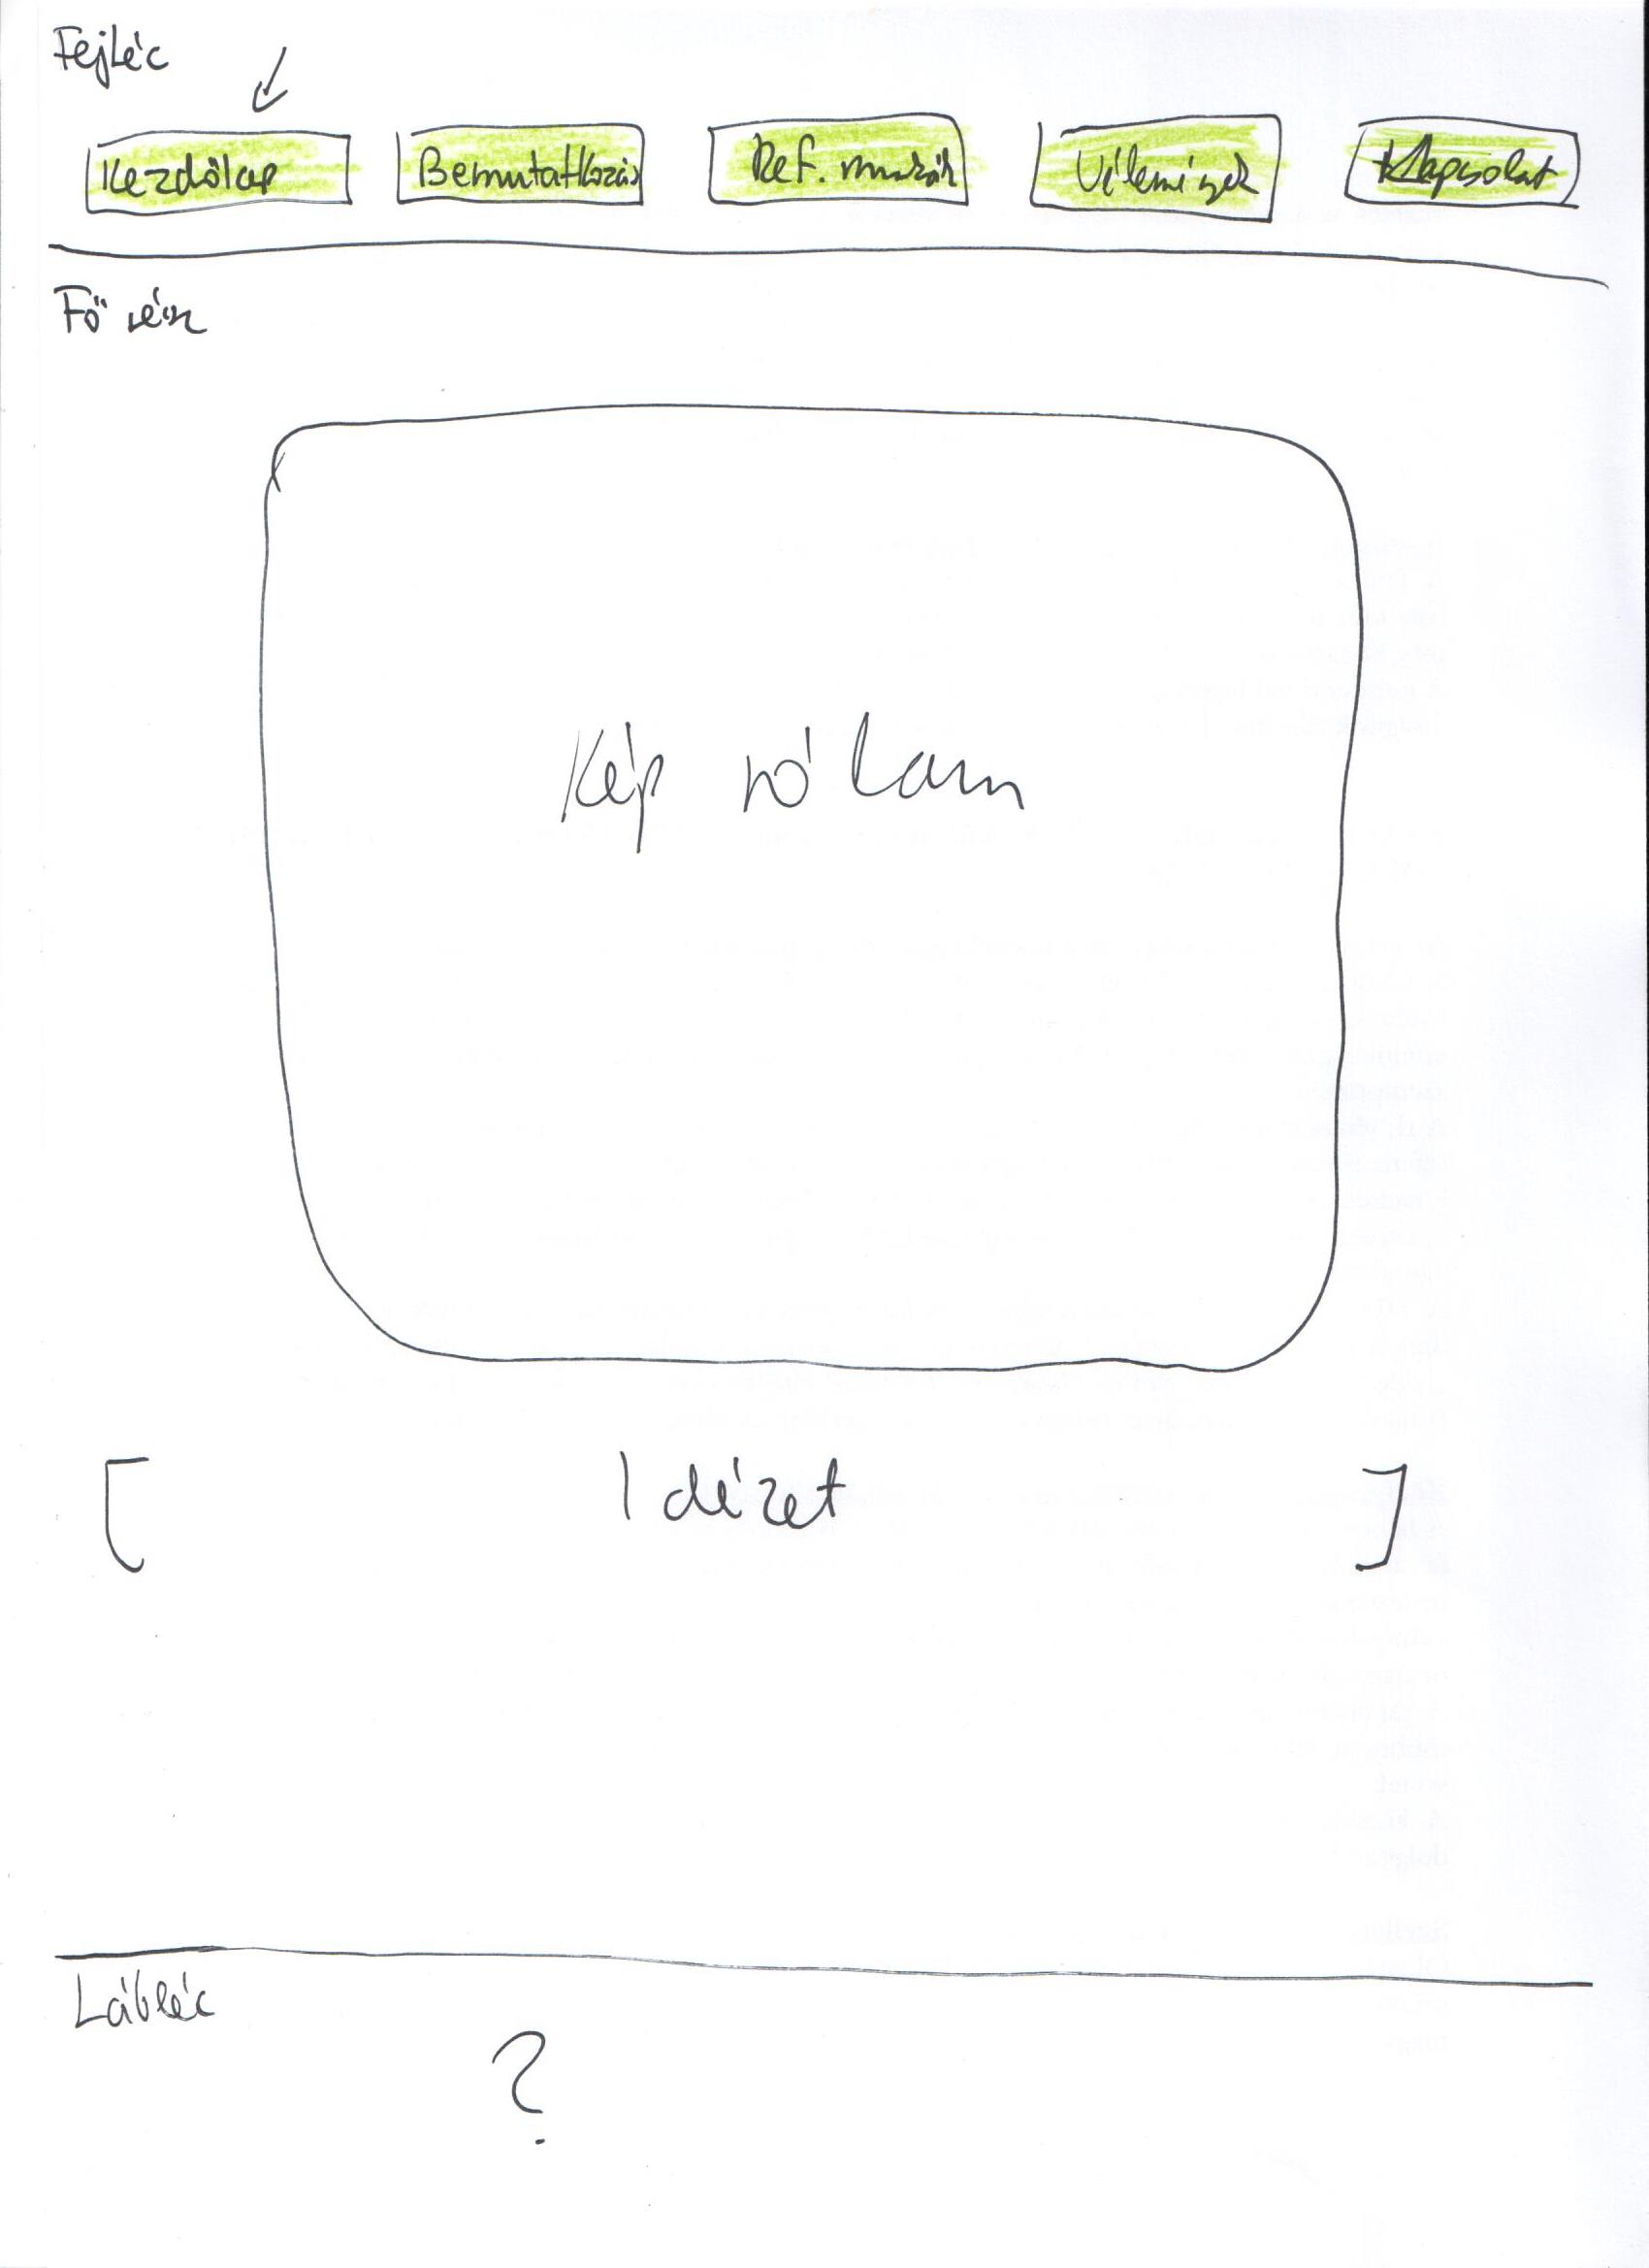 Fejléc
Kezdőlap Bemutatkozás Ref. munkák Vélemények Kapcsolat
Fő rész
Kép rólam
[ Idézet ]
Lábléc
?